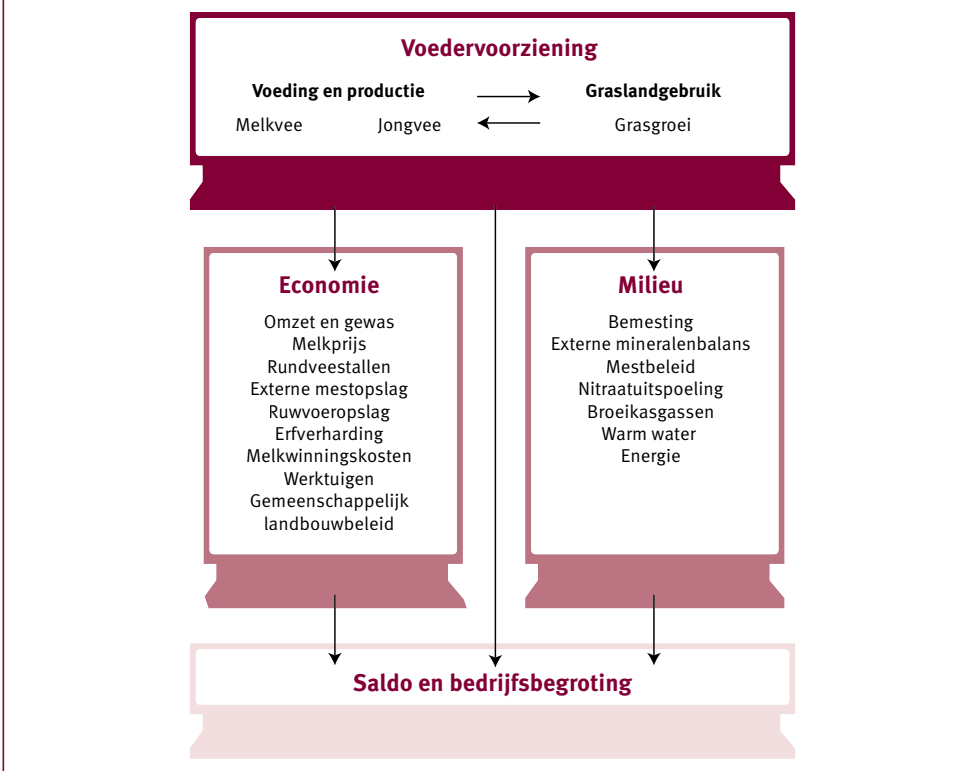 Voedervoorziening
Voeding en productie
Graslandgebruik
Melkvee
Jongvee
Grasgroei
Economie
Omzet en gewas
Melkprijs
Rundveestallen
Externe mestopslag
Ruwvoeropslag
Erfverharding
Melkwinningskosten
Werktuigen
Gemeenschappelijk
landbouwbeleid
Milieu
Bemesting
Externe mineralenbalans
Mestbeleid
Nitraatuitspoeling
Broeikasgassen
Warm water
Energie
Saldo en bedrijfsbegroting